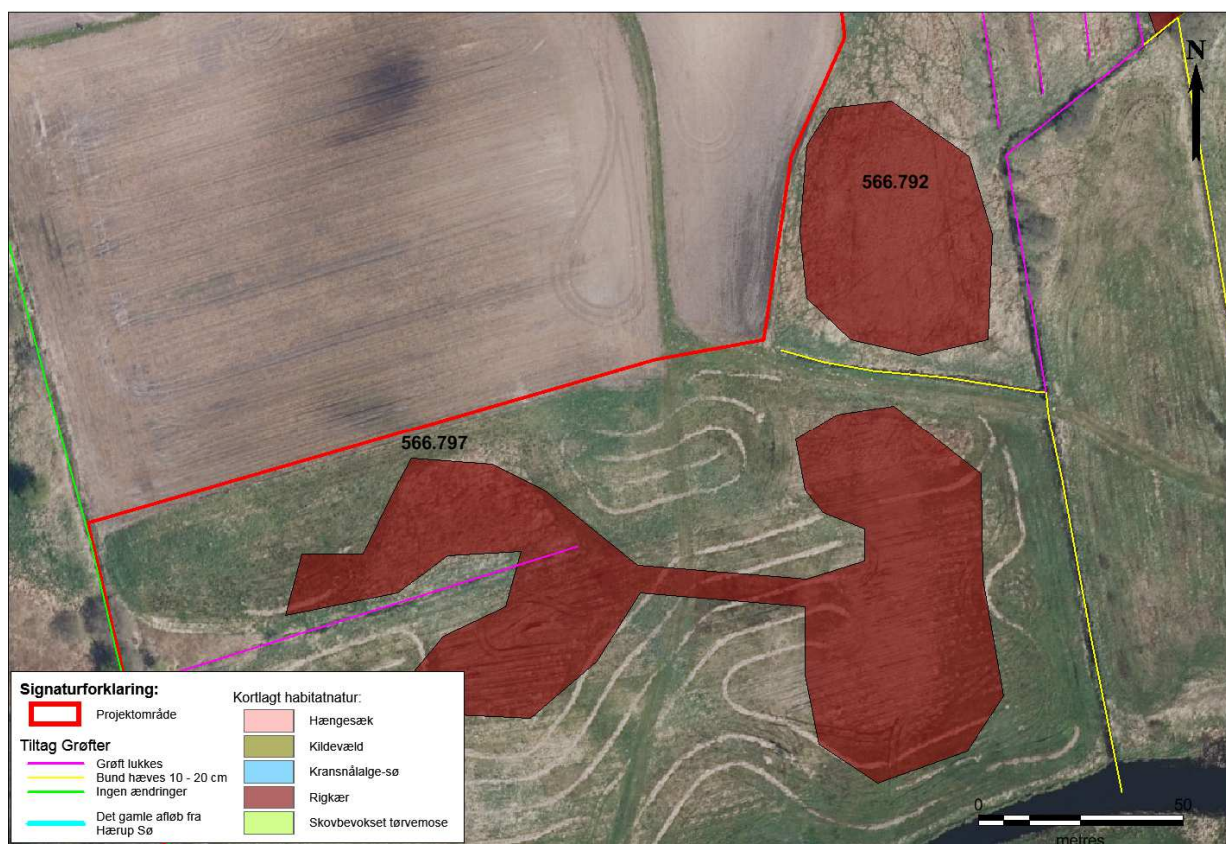 N
566.792
566.797
Signaturforklaring:
Projektområde
Tiltag Grøfter
Grøft lukkes
Bund hæves 10 - 20 cm
Ingen ændringer
Det gamle afløb fra
Hærup Sø
Kortlagt habitatnatur:
Hængesæk
Kildevæld
Kransnålalge-sø
Rigkær
Skovbevokset tørvemose
0 50
metres